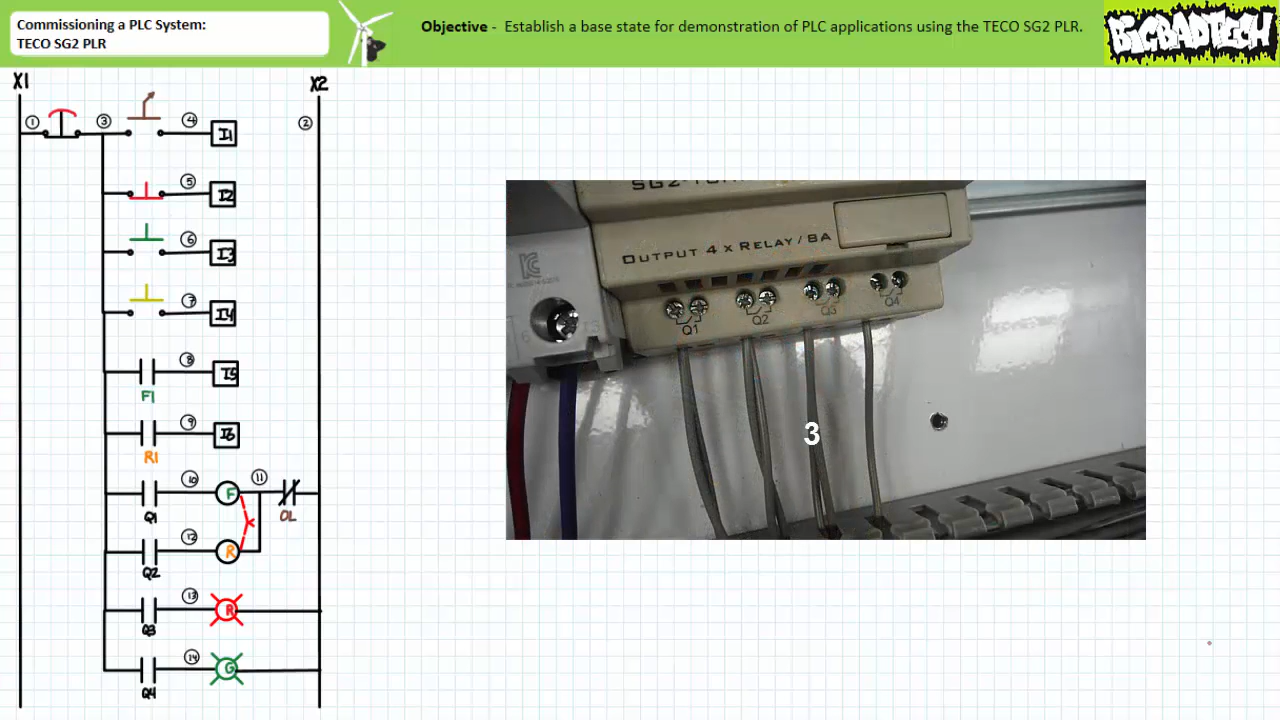 Commissioning a PLC System:
TECO SG2 PLR
Objective - Establish a base state for demonstration of PLC applications using the TECO SG2 PLR.
BIGBADTECH
X1
X2
1
3
4
I1
2
5
I2
6
I3
7
I4
8
I5
F1
9
I6
R1
10
F
11
Q1
OL
12
R
Q2
13
R
Q3
14
G
Q4
OUTPUT 4 x RELAY / 8A
Q1
Q2
Q3
Q4
3